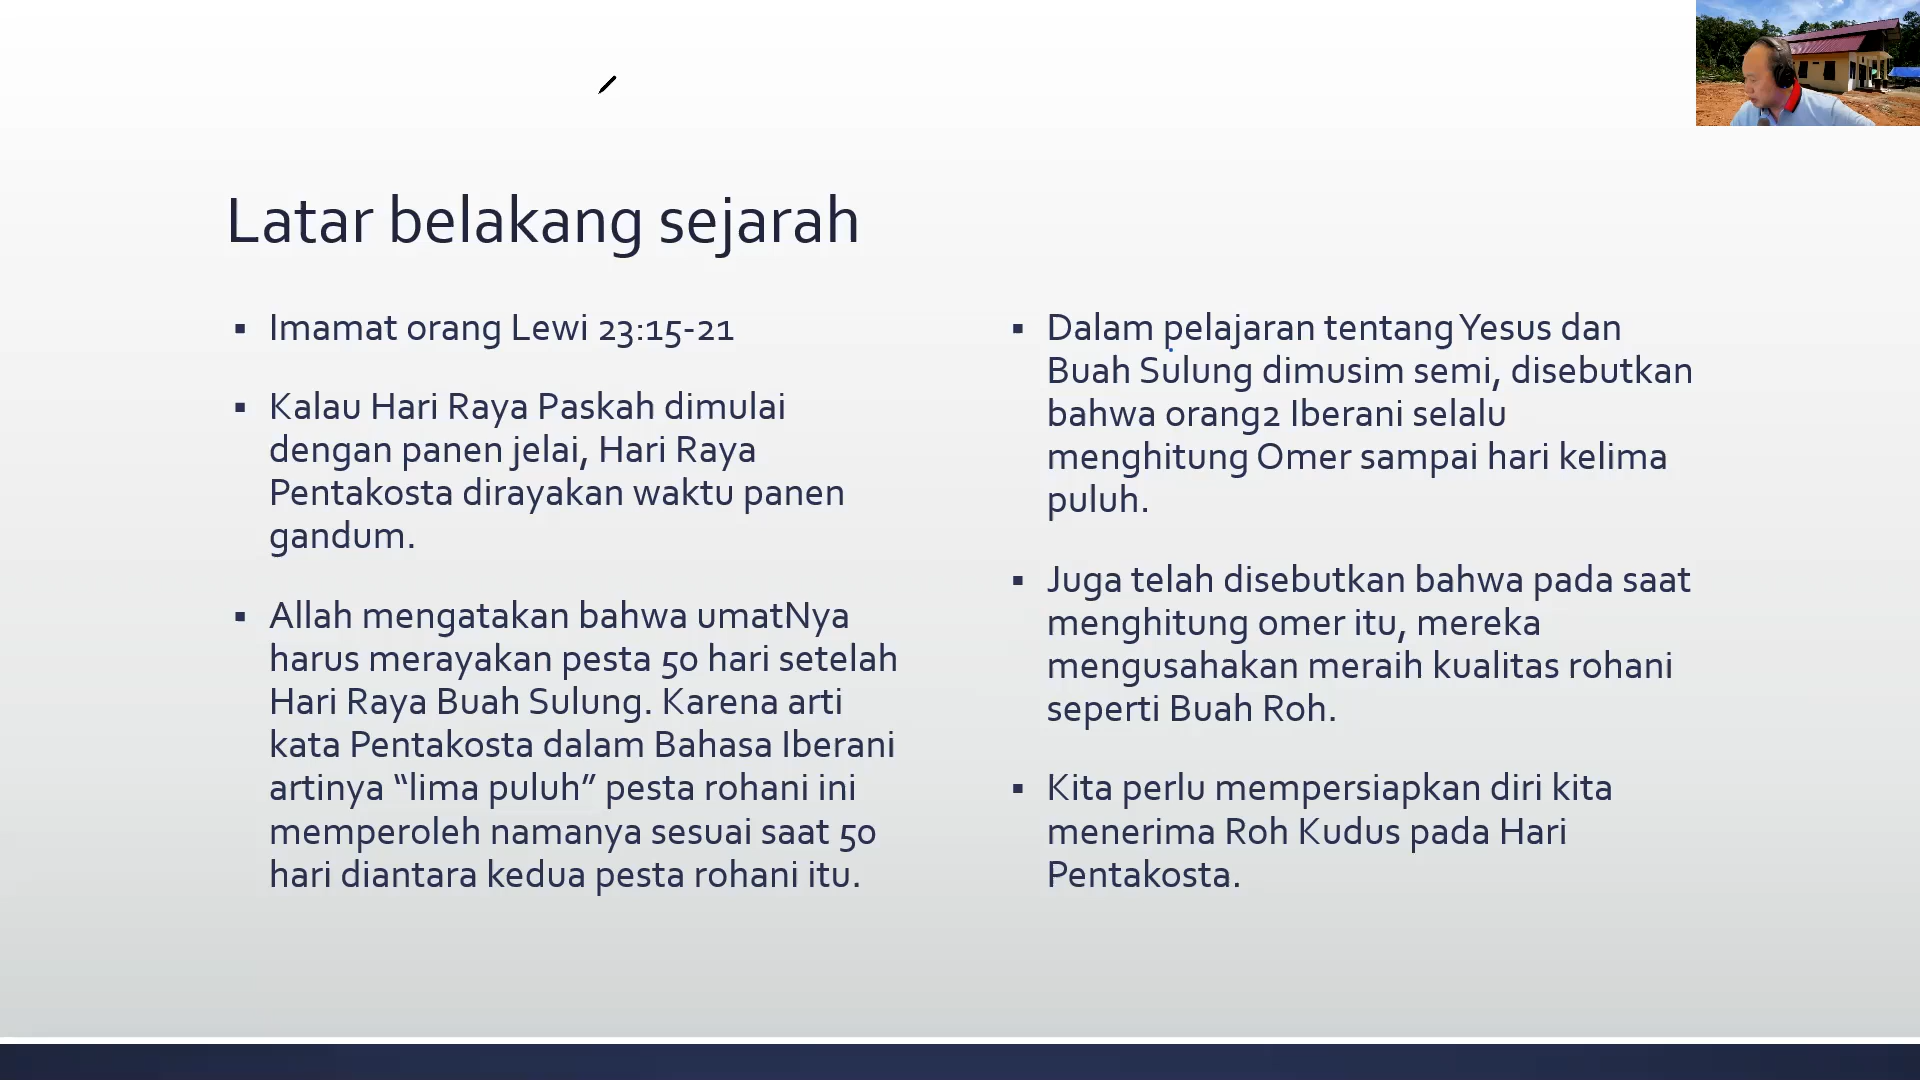 Latar belakang sejarah
▪ Imamat orang Lewi 23:15-21
▪ Kalau Hari Raya Paskah dimulai
dengan panen jelai, Hari Raya
Pentakosta dirayakan waktu panen
gandum.
▪ Allah mengatakan bahwa umatNya
harus merayakan pesta 50 hari setelah
Hari Raya Buah Sulung. Karena arti
kata Pentakosta dalam Bahasa Iberani
artinya “lima puluh” pesta rohani ini
memperoleh namanya sesuai saat 50
hari diantara kedua pesta rohani itu.
▪ Dalam pelajaran tentang Yesus dan
Buah Sulung dimusim semi, disebutkan
bahwa orang2 Iberani selalu
menghitung Omer sampai hari kelima
puluh.
▪ Juga telah disebutkan bahwa pada saat
menghitung omer itu, mereka
mengusahakan meraih kualitas rohani
seperti Buah Roh.
▪ Kita perlu mempersiapkan diri kita
menerima Roh Kudus pada Hari
Pentakosta.